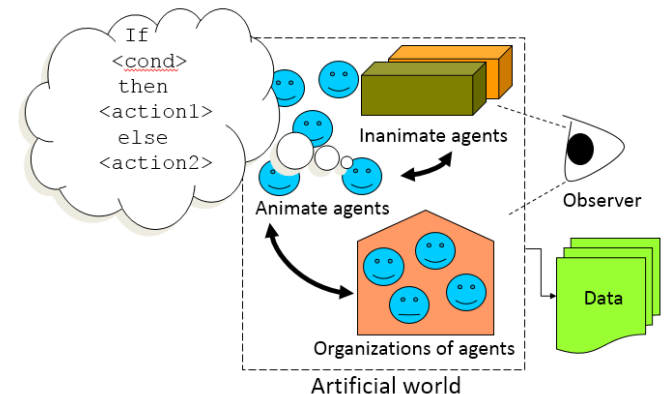 If
<cond>
then
<action1>
else
<action2>
Inanimate agents
Animate agents
Observer
Data
Organizations of agents
Artificial world